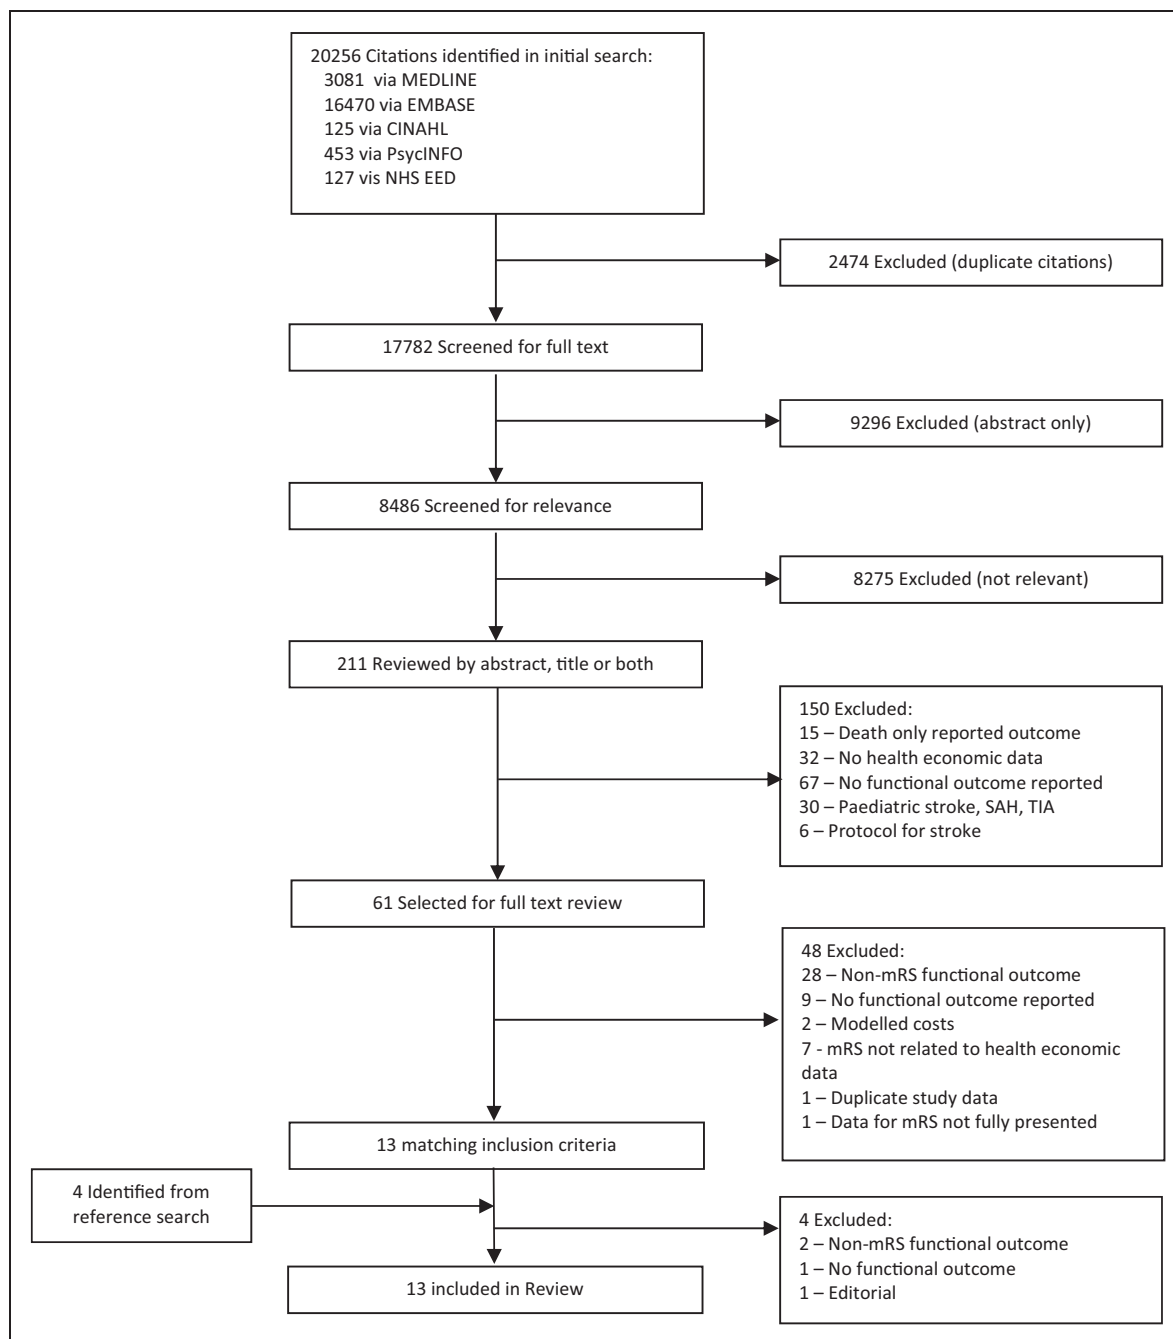 20256 Citations identified in initial search:
3081 via MEDLINE
16470 via EMBASE
125 via CINAHL
453 via PsycINFO
127 vis NHS EED
2474 Excluded (duplicate citations)
17782 Screened for full text
9296 Excluded (abstract only)
8486 Screened for relevance
8275 Excluded (not relevant)
211 Reviewed by abstract, title or both
150 Excluded:
15 – Death only reported outcome
32 – No health economic data
67 – No functional outcome reported
30 – Paediatric stroke, SAH, TIA
6 – Protocol for stroke
61 Selected for full text review
48 Excluded:
28 – Non-mRS functional outcome
9 – No functional outcome reported
2 – Modelled costs
7 - mRS not related to health economic
data
1 – Duplicate study data
1 – Data for mRS not fully presented
13 matching inclusion criteria
4 Identified from
reference search
4 Excluded:
2 – Non-mRS functional outcome
1 – No functional outcome
1 – Editorial
13 included in Review